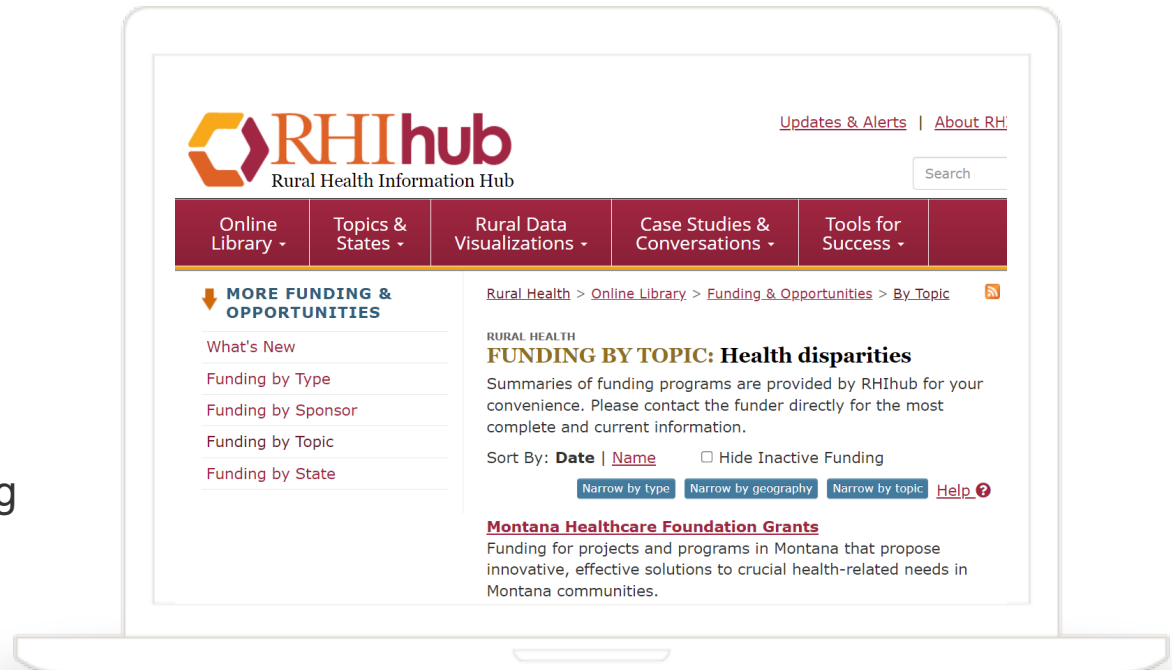 RHIhub
Rural Health Information Hub
Updates & Alerts | About RHI
Search
Online Library
Topics & States
Rural Data Visualizations
Case Studies & Conversations
Tools for Success
MORE FUNDING &
OPPORTUNITIES
What's New
Funding by Type
Funding by Sponsor
Funding by Topic
Funding by State
Rural Health > Online Library > Funding & Opportunities > By Topic
RURAL HEALTH
FUNDING BY TOPIC: Health disparities
Summaries of funding programs are provided by RHIhub for your
convenience. Please contact the funder directly for the most
complete and current information.
Sort By: Date | Name Hide Inactive Funding
Narrow by type Narrow by geography Narrow by topic Help ?
Montana Healthcare Foundation Grants
Funding for projects and programs in Montana that propose
innovative, effective solutions to crucial health-related needs in
Montana communities.
g